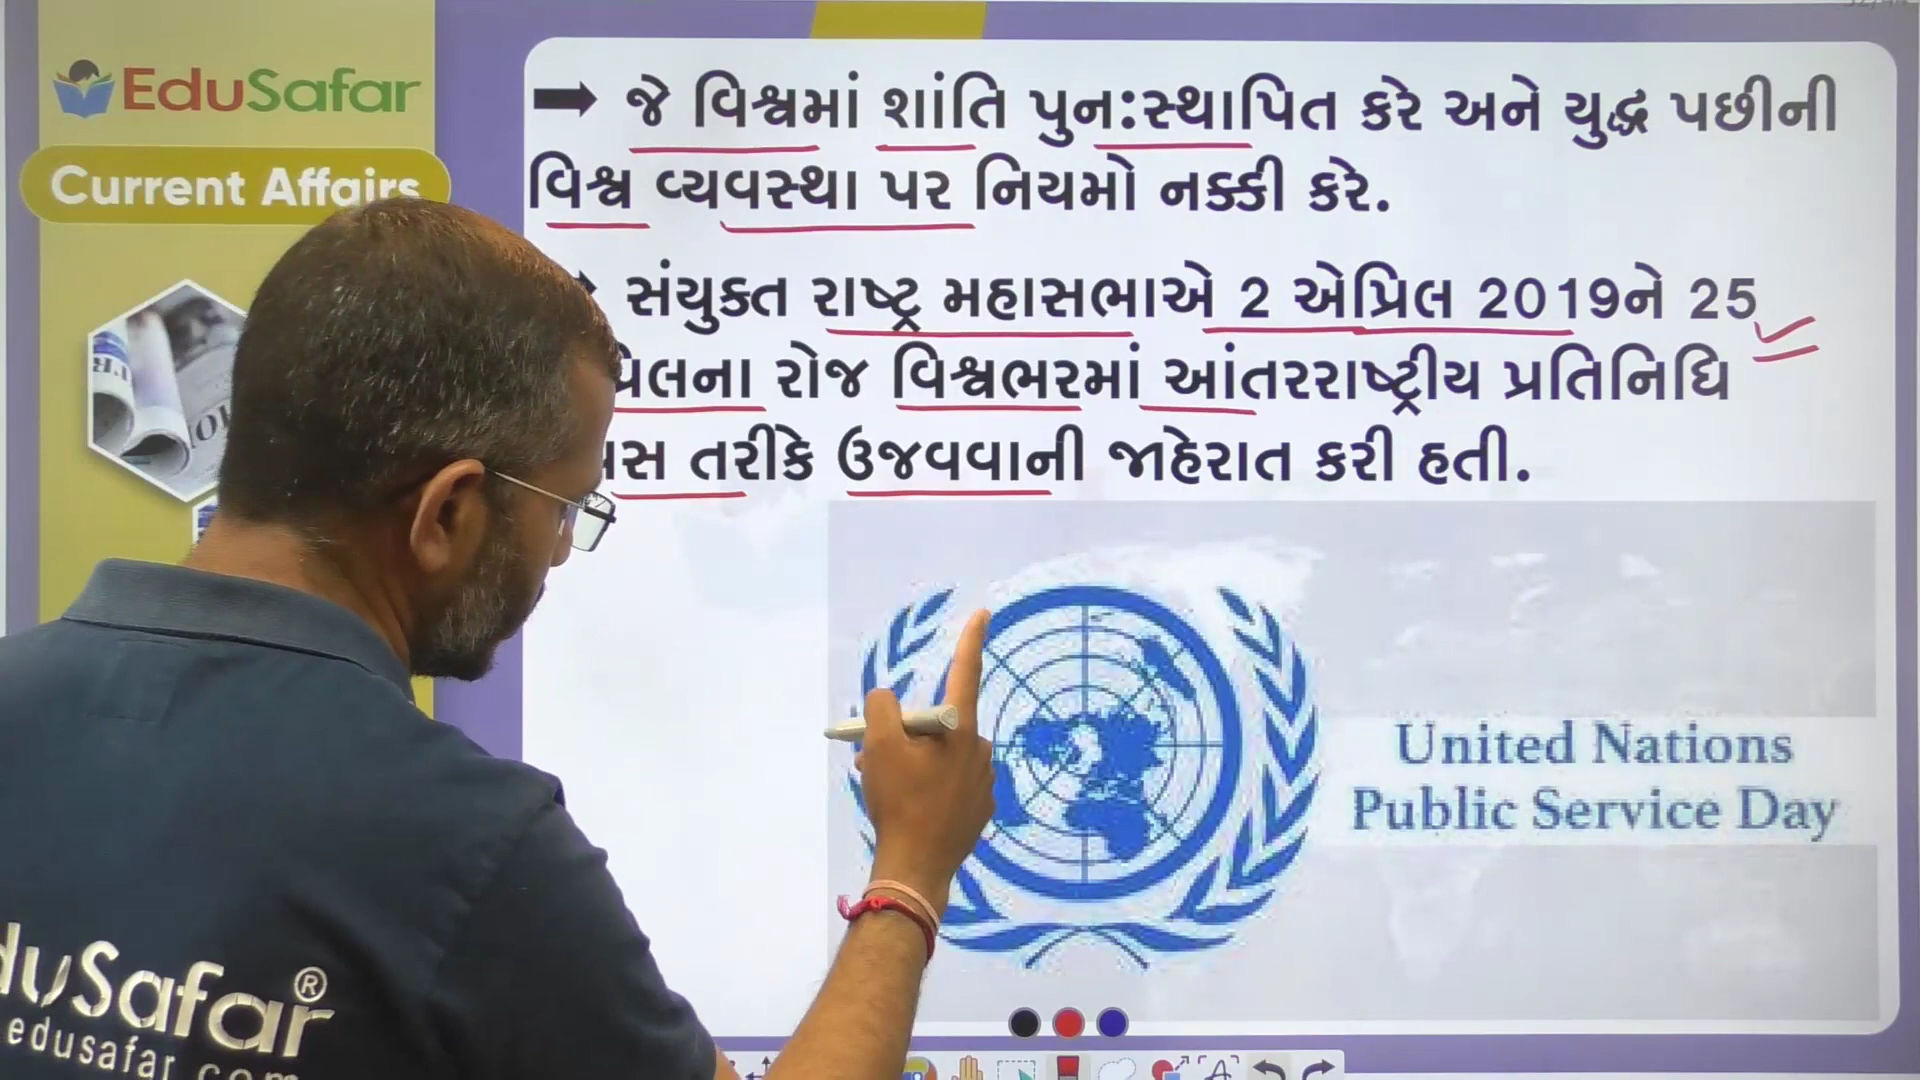 EduSafar
Current Affairs
➡ જે વિશ્વમાં શાંતિ પુન:સ્થાપિત કરે અને યુદ્ધ પછીની
વિશ્વ વ્યવસ્થા પર નિયમો નક્કી કરે.
સંયુક્ત રાષ્ટ્ર મહાસભાએ 2 એપ્રિલ 2019ને 25
રોજ વિશ્વભરમાં આંતરરાષ્ટ્રીય પ્રતિનિધિ
તરીકે ઉજવવાની જાહેરાત કરી હતી.
United Nations
Public Service Day
duSafar®
edusafar.com